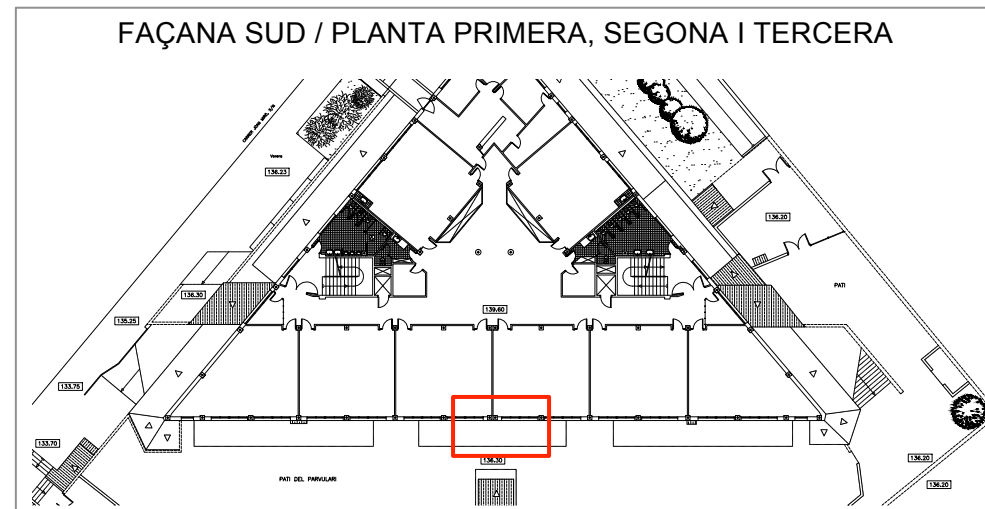 FAÇANA SUD / PLANTA PRIMERA, SEGONA I TERCERA
Vorera
136.23
136.20
136.30
PATI
139.60
135.25
133.75
133.70
136.30
136.20
PATI DEL PARVULARI
136.20